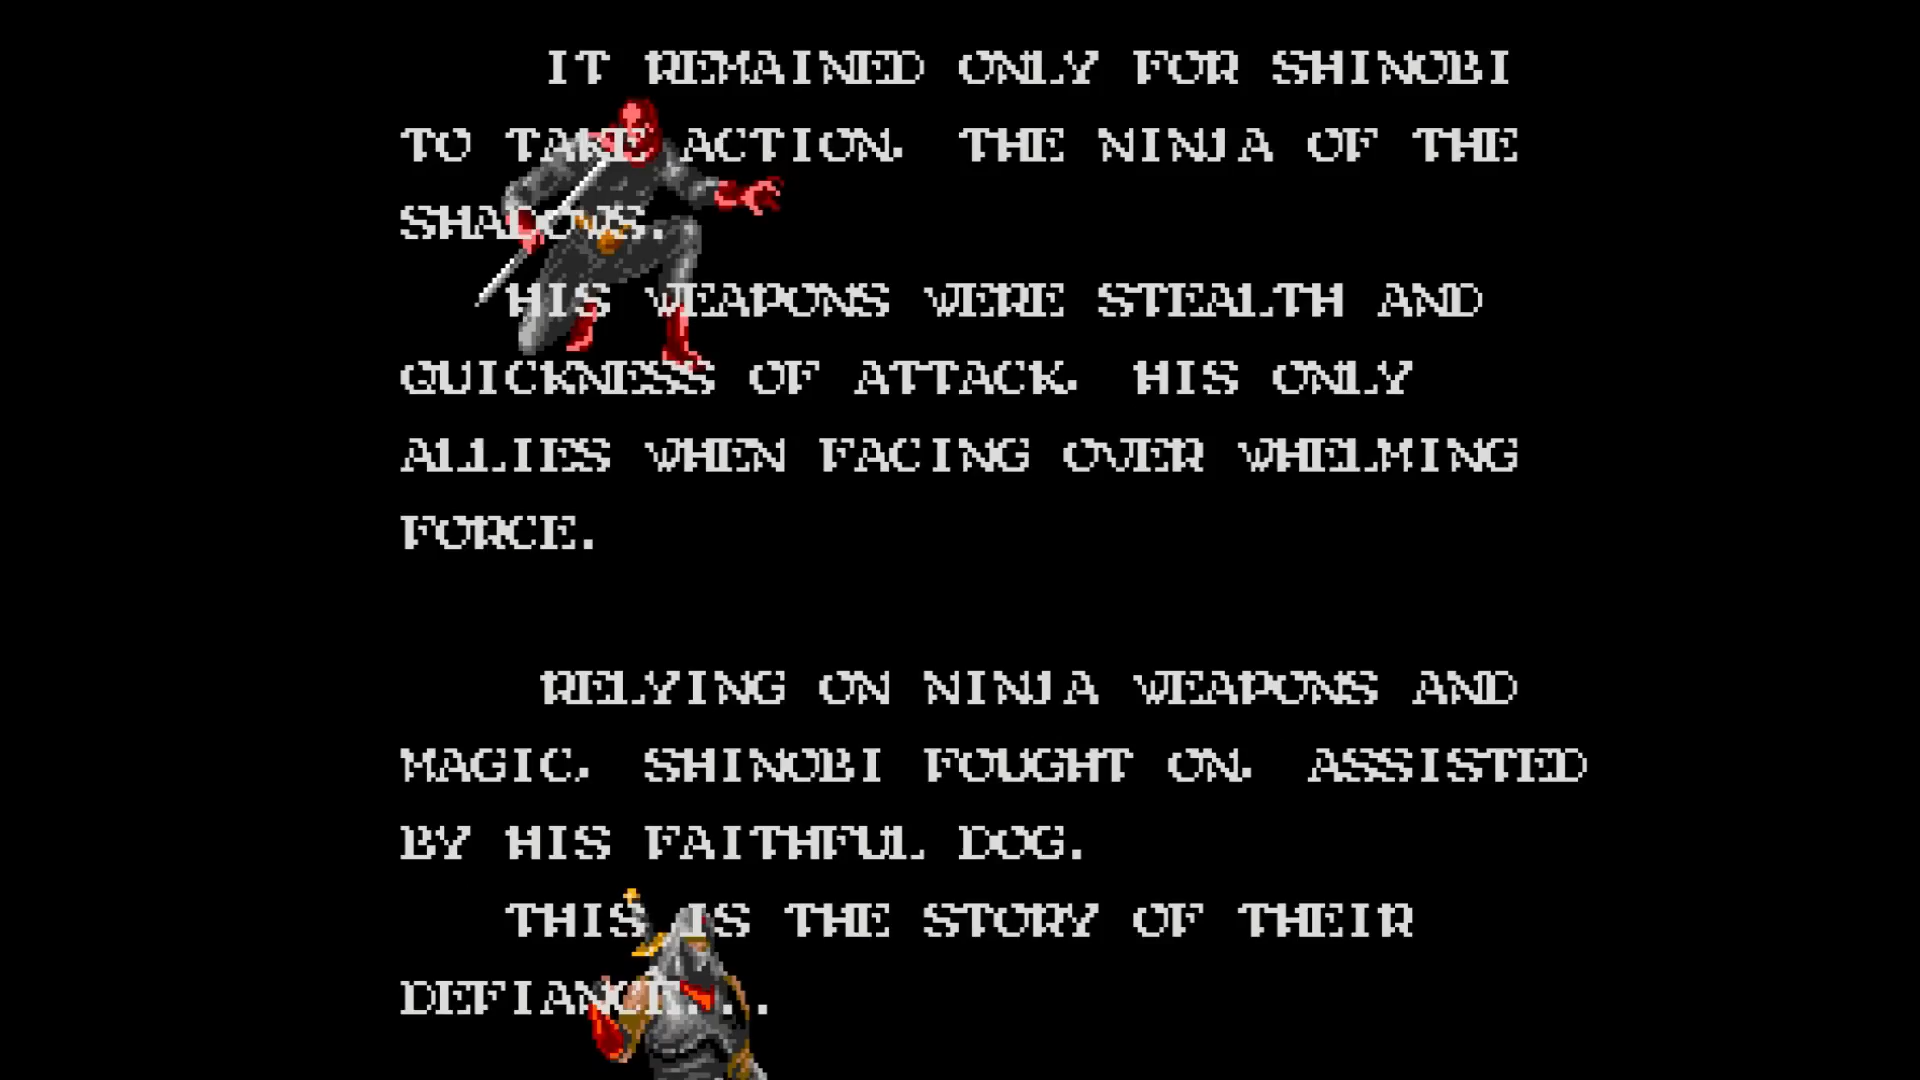 IT REMAINED ONLY FOR SHINOBI
TO TAKE ACTION. THE NINJA OF THE
SHADOWS.
HIS WEAPONS WERE STEALTH AND
QUICKNESS OF ATTACK. HIS ONLY
ALLIES WHEN FACING OVER WHELMING
FORCE.
RELYING ON NINJA WEAPONS AND
MAGIC. SHINOBI FOUGHT ON. ASSISTED
BY HIS FAITHFUL DOG.
THIS IS THE STORY OF THEIR
DEFIANCE...